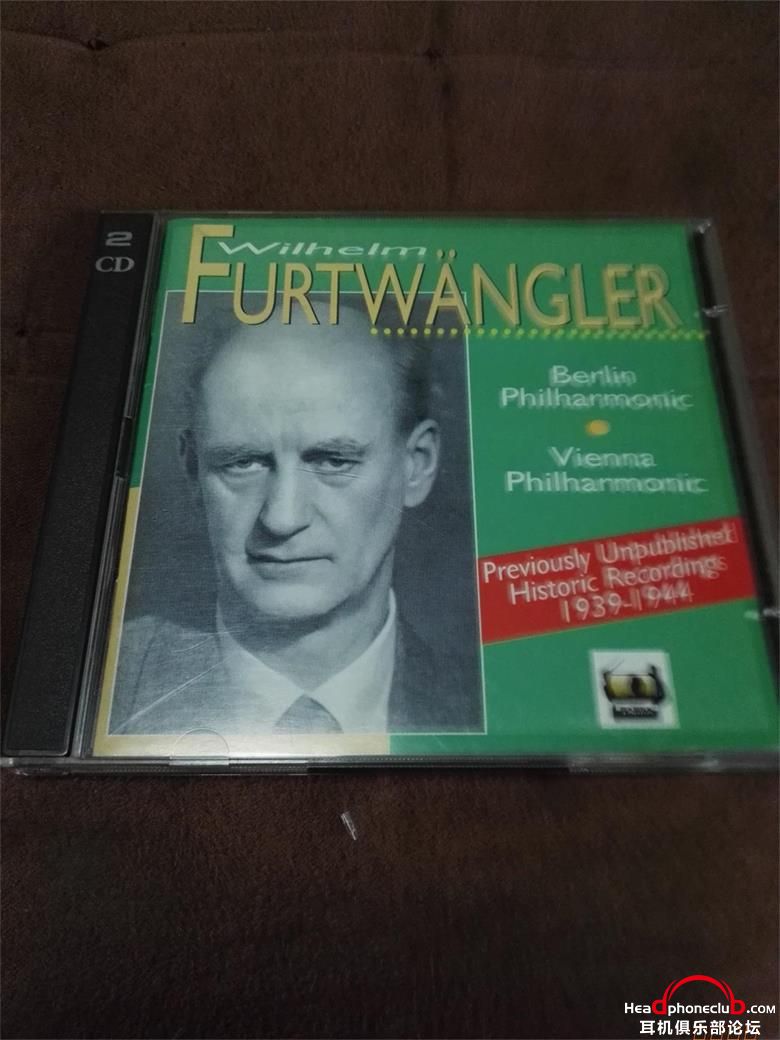 2
CD
Wilhelm
FURTWÄNGLER
Berlin
Philharmonic
Vienna
Philharmonic
Previously Unpublished
Historic Recordings
1939-1944
Headphoneclub.com
耳机俱乐部论坛